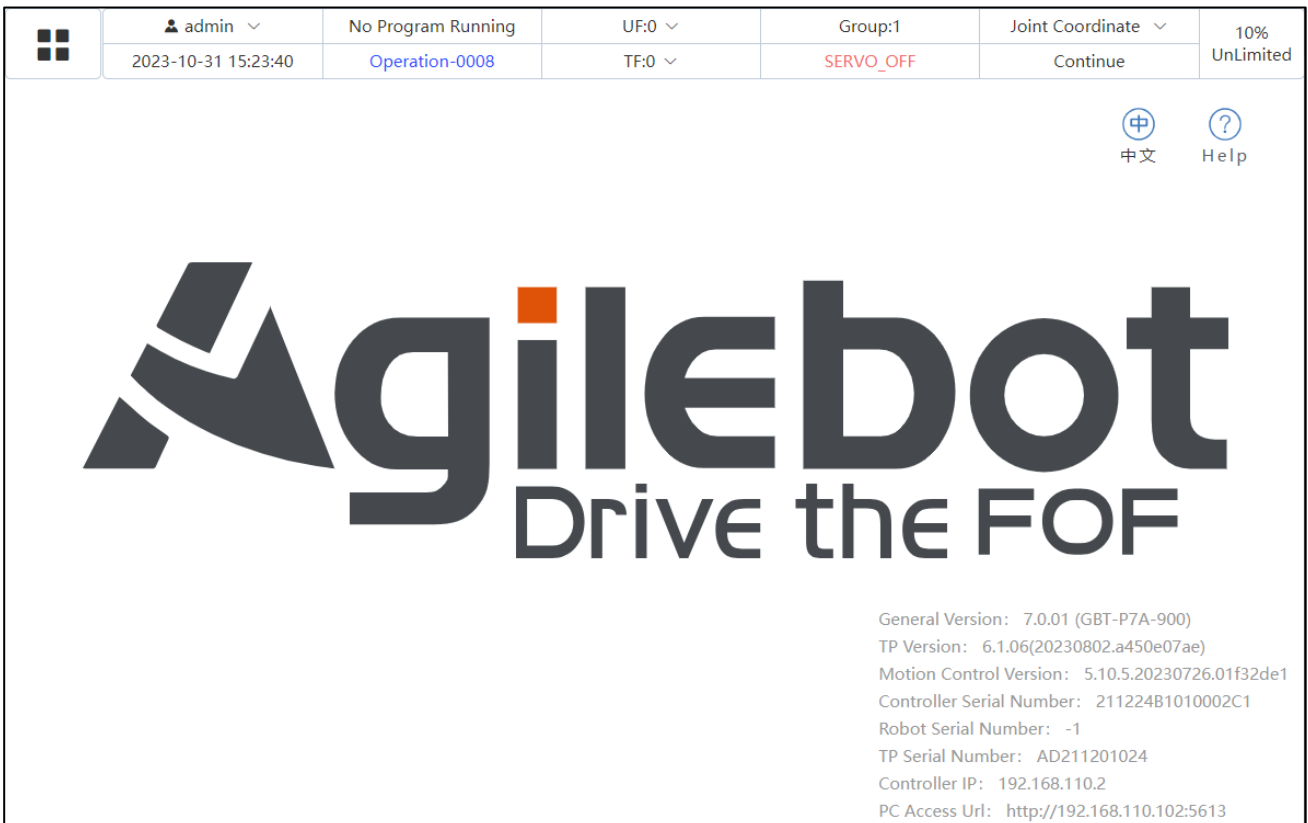 admin No Program Running UF:0 Group:1 Joint Coordinate 10%
2023-10-31 15:23:40 Operation-0008 TF:0 SERVO_OFF Continue UnLimited
中
?
中文 Help
Agilebot
Drive the FOF
General Version： 7.0.01 (GBT-P7A-900)
TP Version： 6.1.06(20230802.a450e07ae)
Motion Control Version： 5.10.5.20230726.01f32de1
Controller Serial Number： 211224B1010002C1
Robot Serial Number： -1
TP Serial Number： AD211201024
Controller IP： 192.168.110.2
PC Access Url： http://192.168.110.102:5613